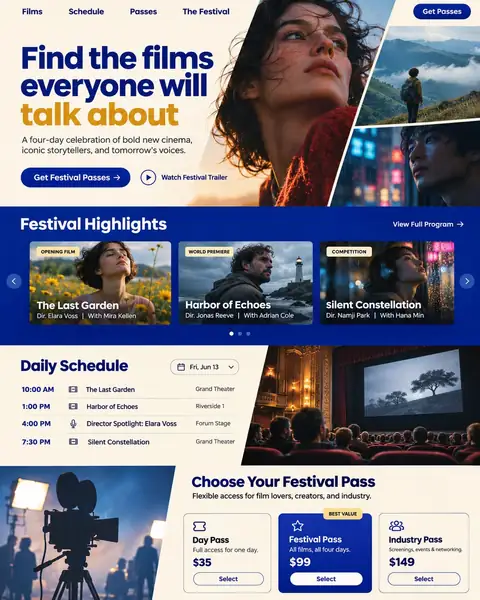 Films
Schedule
Passes
The Festival
Get Passes
Find the films
everyone will
talk about
A four-day celebration of bold new cinema,
iconic storytellers, and tomorrow's voices.
Get Festival Passes →
Watch Festival Trailer
Festival Highlights
View Full Program →
OPENING FILM
The Last Garden
Dir. Elara Voss | With Mira Kellen
WORLD PREMIERE
Harbor of Echoes
Dir. Jonas Reeve | With Adrian Cole
COMPETITION
Silent Constellation
Dir. Namji Park | With Hana Min
Daily Schedule
Fri, Jun 13
10:00 AM The Last Garden Grand Theater
1:00 PM Harbor of Echoes Riverside 1
4:00 PM Director Spotlight: Elara Voss Forum Stage
7:30 PM Silent Constellation Grand Theater
Choose Your Festival Pass
Flexible access for film lovers, creators, and industry.
Day Pass
Full access for one day.
$35
Select
BEST VALUE
Festival Pass
All films, all four days.
$99
Select
Industry Pass
Screenings, events & networking.
$149
Select